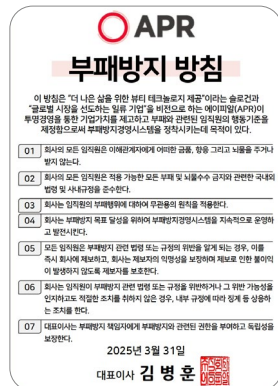 APR
부패방지 방침
이 방침은 "더 나은 삶을 위한 뷰티 테크놀로지 제공"이라는 슬로건과
"글로벌 시장을 선도하는 일류 기업"을 비전으로 하는 에이피알(APR)이
투명경영을 통한 기업가치를 제고하고 부패와 관련된 임직원의 행동기준을
제정함으로써 부패방지경영시스템을 정착시키는데 목적이 있다.
01 회사의 모든 임직원은 이해관계자에게 어떠한 금품, 향응 그리고 뇌물을 주거나
받지 않는다.
02 회사의 모든 임직원은 적용 가능한 모든 부패 및 뇌물수수 금지와 관련한 국내외
법령 및 사내규정을 준수한다.
03 회사는 임직원의 부패행위에 대하여 무관용의 원칙을 적용한다.
04 회사는 부패방지 목표 달성을 위하여 부패방지경영시스템을 지속적으로 운영하
고 발전시킨다.
05 모든 임직원은 부패방지 관련 법령 또는 규정의 위반을 알게 되는 경우, 이를
즉시 회사에 제보하고, 회사는 제보자의 익명성을 보장하며 제보로 인한 불이익
이 발생하지 않도록 제보자를 보호한다.
06 회사는 임직원이 부패방지 관련 법령 또는 규정을 위반하거나 그 위반 가능성을
인지하고도 적절한 조치를 취하지 않은 경우, 내부 규정에 따라 징계 등 상응하
는 조치를 한다.
07 대표이사는 부패방지 책임자에게 부패방지와 관련된 권한을 부여하고 독립성을
보장한다.
2025년 3월 31일
대표이사 김병훈